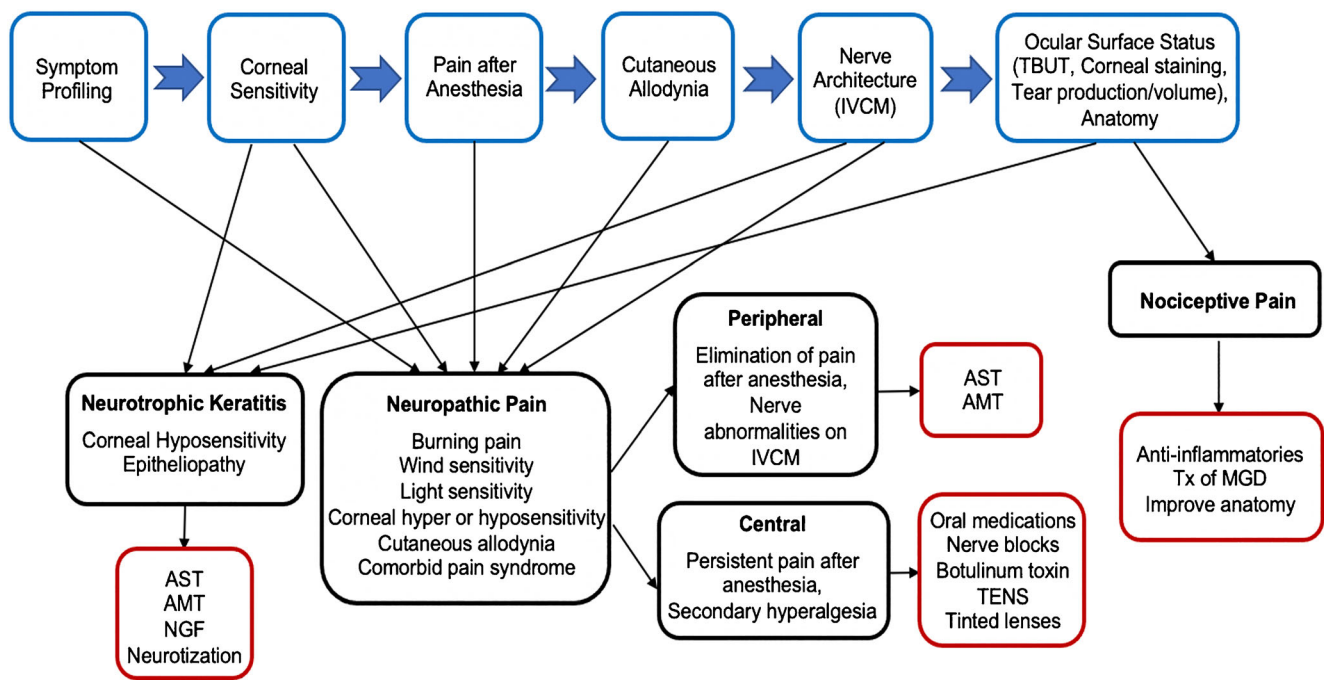 Symptom
Profiling
Corneal
Sensitivity
Pain after
Anesthesia
Cutaneous
Allodynia
Nerve
Architecture
(IVCM)
Ocular Surface Status
(TBUT, Corneal staining,
Tear production/volume),
Anatomy
Neurotrophic Keratitis
Corneal Hyposensitivity
Epitheliopathy
AST
AMT
NGF
Neurotization
Neuropathic Pain
Burning pain
Wind sensitivity
Light sensitivity
Corneal hyper or hyposensitivity
Cutaneous allodynia
Comorbid pain syndrome
Peripheral
Elimination of pain
after anesthesia,
Nerve
abnormalities on
IVCM
AST
AMT
Central
Persistent pain after
anesthesia,
Secondary hyperalgesia
Oral medications
Nerve blocks
Botulinum toxin
TENS
Tinted lenses
Nociceptive Pain
Anti-inflammatories
Tx of MGD
Improve anatomy